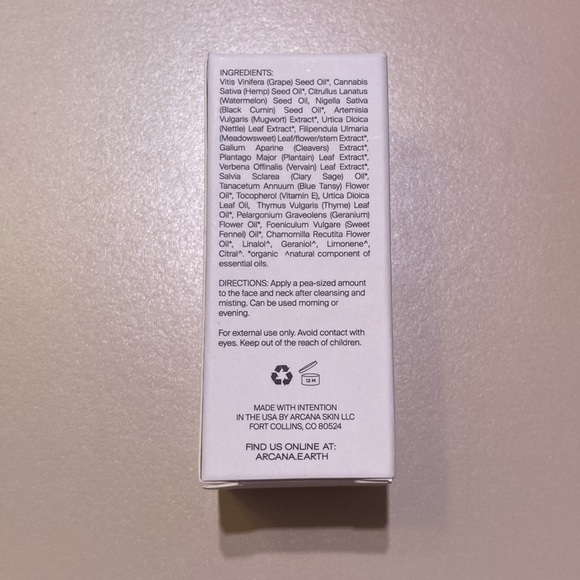 INGREDIENTS:
Vitis Vinifera (Grape) Seed Oil*, Cannabis
Sativa (Hemp) Seed Oil*, Citrullus Lanatus
(Watermelon) Seed Oil, Nigella Sativa
(Black Cumin) Seed Oil*, Artemisia
Vulgaris (Mugwort) Extract*, Urtica Dioica
(Nettle) Leaf Extract*, Filipendula Ulmaria
(Meadowsweet) Leaf/flower/stem Extract*,
Galium Aparine (Cleavers) Extract*,
Plantago Major (Plantain) Leaf Extract*,
Verbena Offinalis (Vervain) Leaf Extract*,
Salvia Sclarea (Clary Sage) Oil*,
Tanacetum Annuum (Blue Tansy) Flower
Oil*, Tocopherol (Vitamin E), Urtica Dioica
Leaf Oil, Thymus Vulgaris (Thyme) Leaf
Oil*, Pelargonium Graveolens (Geranium)
Flower Oil*, Foeniculum Vulgare (Sweet
Fennel) Oil*, Chamomilla Recutita Flower
Oil*, Linalol^, Geraniol^, Limonene^,
Citral^. *organic ^natural component of
essential oils.
DIRECTIONS: Apply a pea-sized amount
to the face and neck after cleansing and
misting. Can be used morning or
evening.
For external use only. Avoid contact with
eyes. Keep out of the reach of children.
12 M
MADE WITH INTENTION
IN THE USA BY ARCANA SKIN LLC
FORT COLLINS, CO 80524
FIND US ONLINE AT:
ARCANA.EARTH